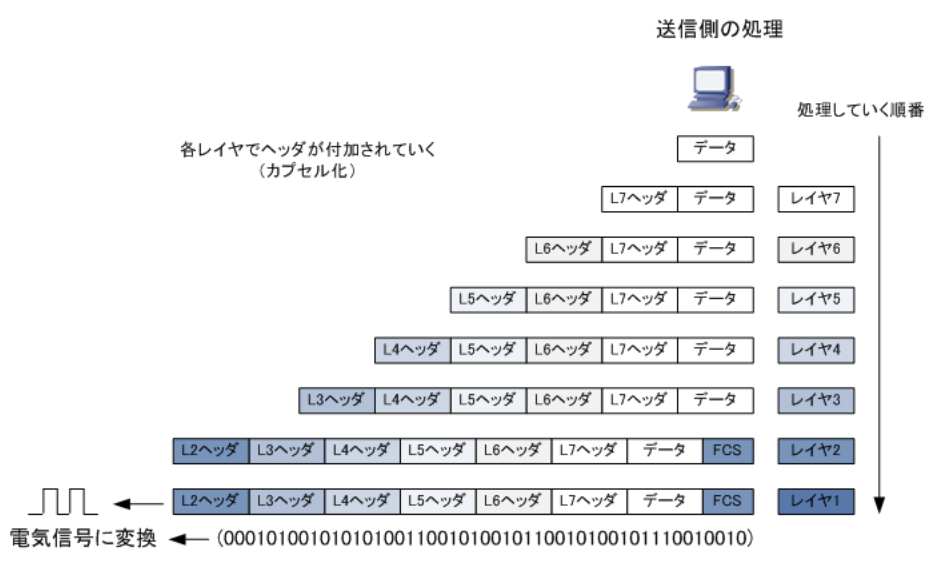 送信側の処理
処理していく順番
各レイヤでヘッダが付加されていく
(カプセル化)
データ
L7ヘッダ データ レイヤ7
L6ヘッダ L7ヘッダ データ レイヤ6
L5ヘッダ L6ヘッダ L7ヘッダ データ レイヤ5
L4ヘッダ L5ヘッダ L6ヘッダ L7ヘッダ データ レイヤ4
L3ヘッダ L4ヘッダ L5ヘッダ L6ヘッダ L7ヘッダ データ レイヤ3
L2ヘッダ L3ヘッダ L4ヘッダ L5ヘッダ L6ヘッダ L7ヘッダ データ FCS レイヤ2
L2ヘッダ L3ヘッダ L4ヘッダ L5ヘッダ L6ヘッダ L7ヘッダ データ FCS レイヤ1
電気信号に変換 (00010100101010100110010100101100101001011100100​10)